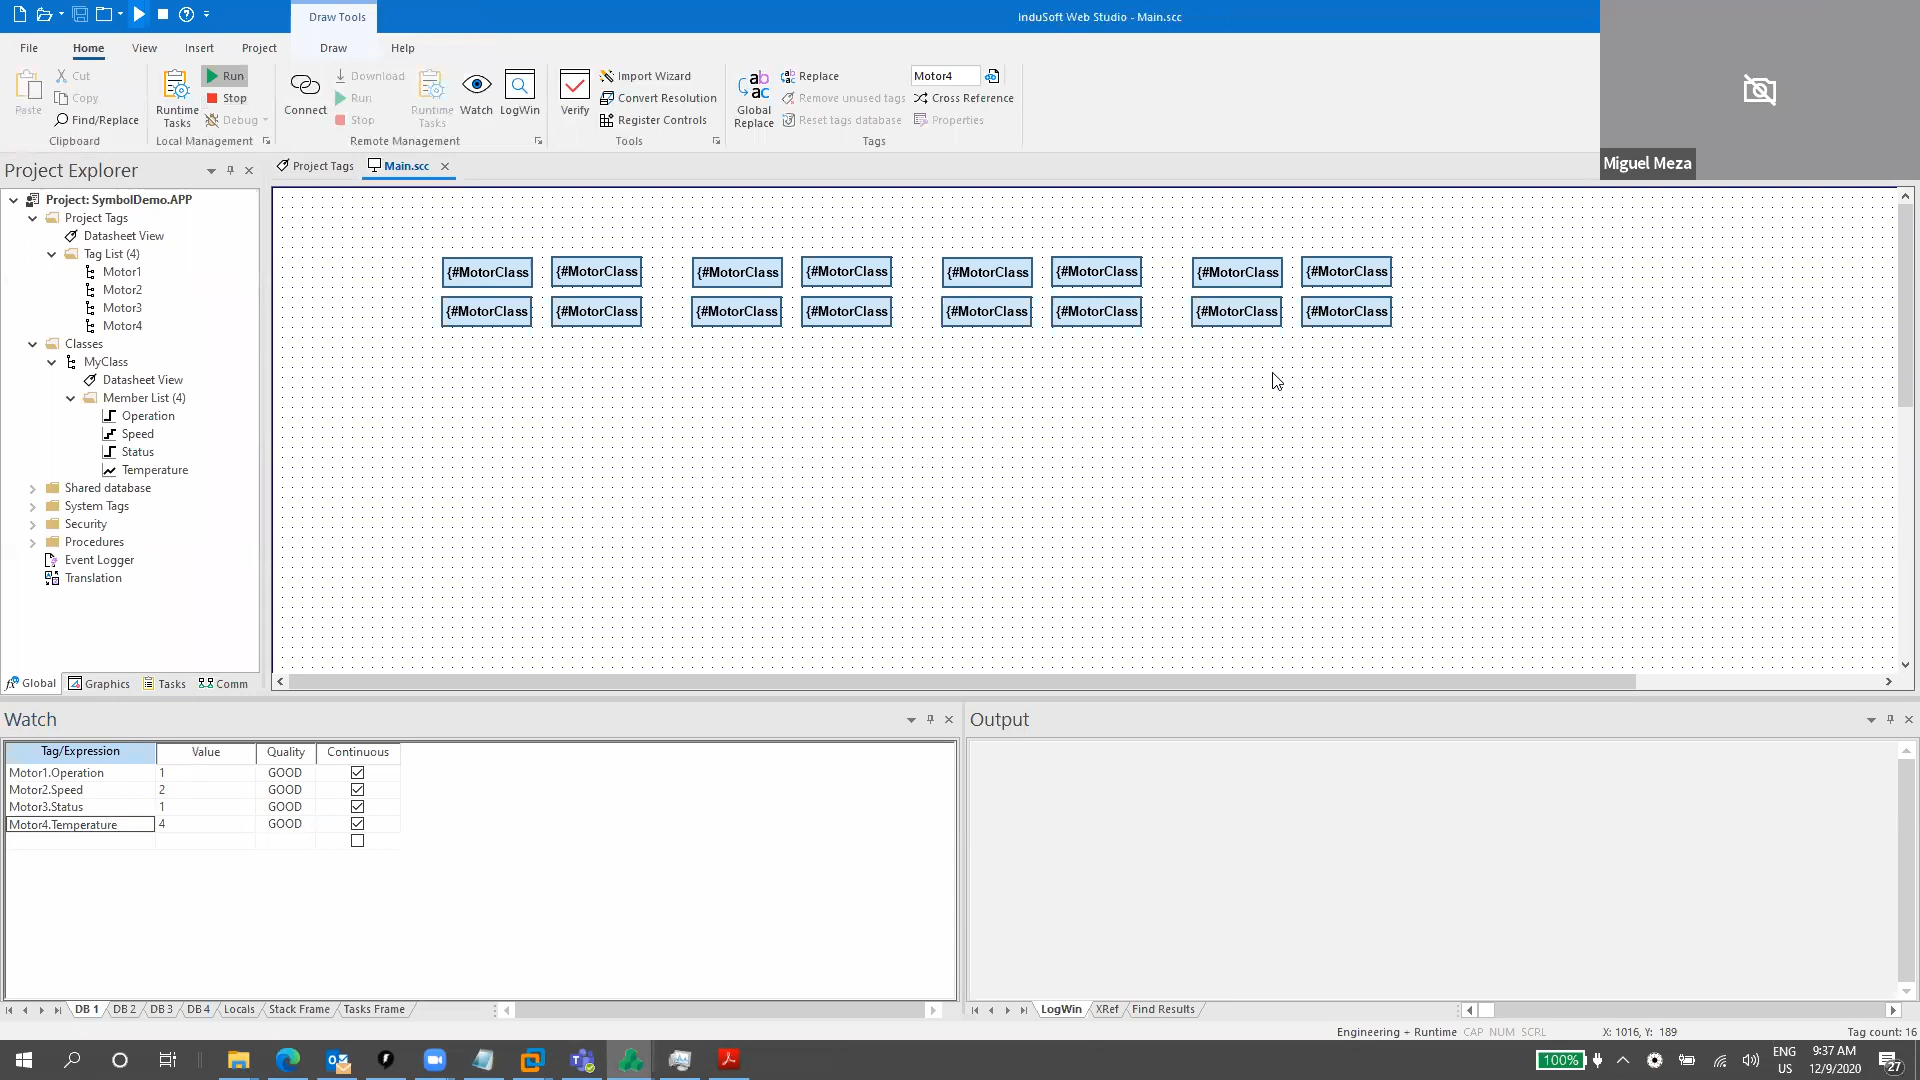 Draw Tools
InduSoft Web Studio - Main.scc
File Home View Insert Project Draw Help
Paste
Cut
Copy
Find/Replace
Clipboard
Runtime Tasks
Run
Stop
Debug
Local Management
Connect
Download
Run
Stop
Runtime Tasks
Watch
LogWin
Remote Management
Verify
Import Wizard
Convert Resolution
Register Controls
Tools
ab
ac
Global Replace
Replace
Remove unused tags
Reset tags database
Motor4
Cross Reference
Properties
Tags
Miguel Meza
Project Explorer
Project Tags Main.scc
Project: SymbolDemo.APP
Project Tags
Datasheet View
Tag List (4)
Motor1
Motor2
Motor3
Motor4
Classes
MyClass
Datasheet View
Member List (4)
Operation
Speed
Status
Temperature
Shared database
System Tags
Security
Procedures
Event Logger
Translation
Global Graphics Tasks Comm
{#MotorClass {#MotorClass {#MotorClass {#MotorClass {#MotorClass {#MotorClass {#MotorClass {#MotorClass
{#MotorClass {#MotorClass {#MotorClass {#MotorClass {#MotorClass {#MotorClass {#MotorClass {#MotorClass
Watch
Tag/Expression Value Quality Continuous
Motor1.Operation 1 GOOD
Motor2.Speed 2 GOOD
Motor3.Status 1 GOOD
Motor4.Temperature 4 GOOD
DB 1 DB 2 DB 3 DB 4 Locals Stack Frame Tasks Frame
Output
LogWin XRef Find Results
Engineering + Runtime CAP NUM SCRL X: 1016, Y: 189 Tag count: 16
100%
ENG
US
9:37 AM
12/9/2020
27